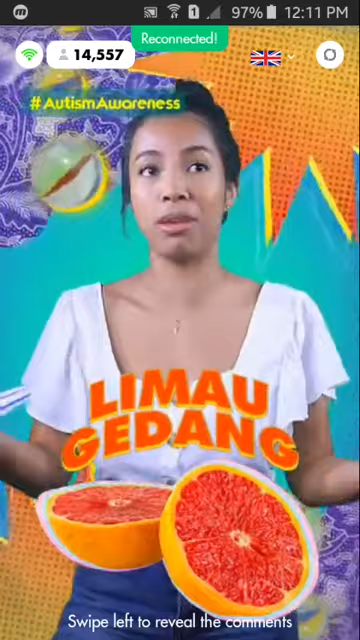 97% 12:11 PM
Reconnected!
14,557
#AutismAwareness
LIMAU
GEDANG
Swipe left to reveal the comments